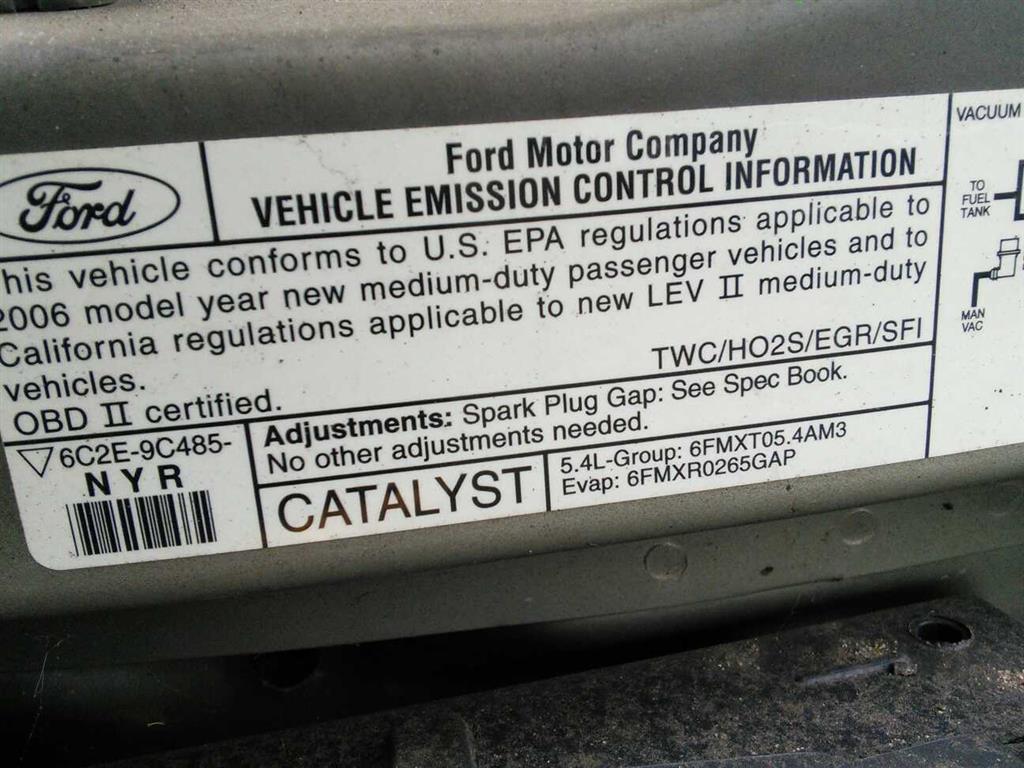 Ford
Ford Motor Company
VEHICLE EMISSION CONTROL INFORMATION
his vehicle conforms to U.S. EPA regulations applicable to
2006 model year new medium-duty passenger vehicles and to
California regulations applicable to new LEV II medium-duty
vehicles.
OBD II certified.
TWC/HO2S/EGR/SFI
6C2E-9C485-
NYR
Adjustments: Spark Plug Gap: See Spec Book.
No other adjustments needed.
CATALYST
5.4L-Group: 6FMXT05.4AM3
Evap: 6FMXR0265GAP
VACUUM
TO
FUEL
TANK
MAN
VAC